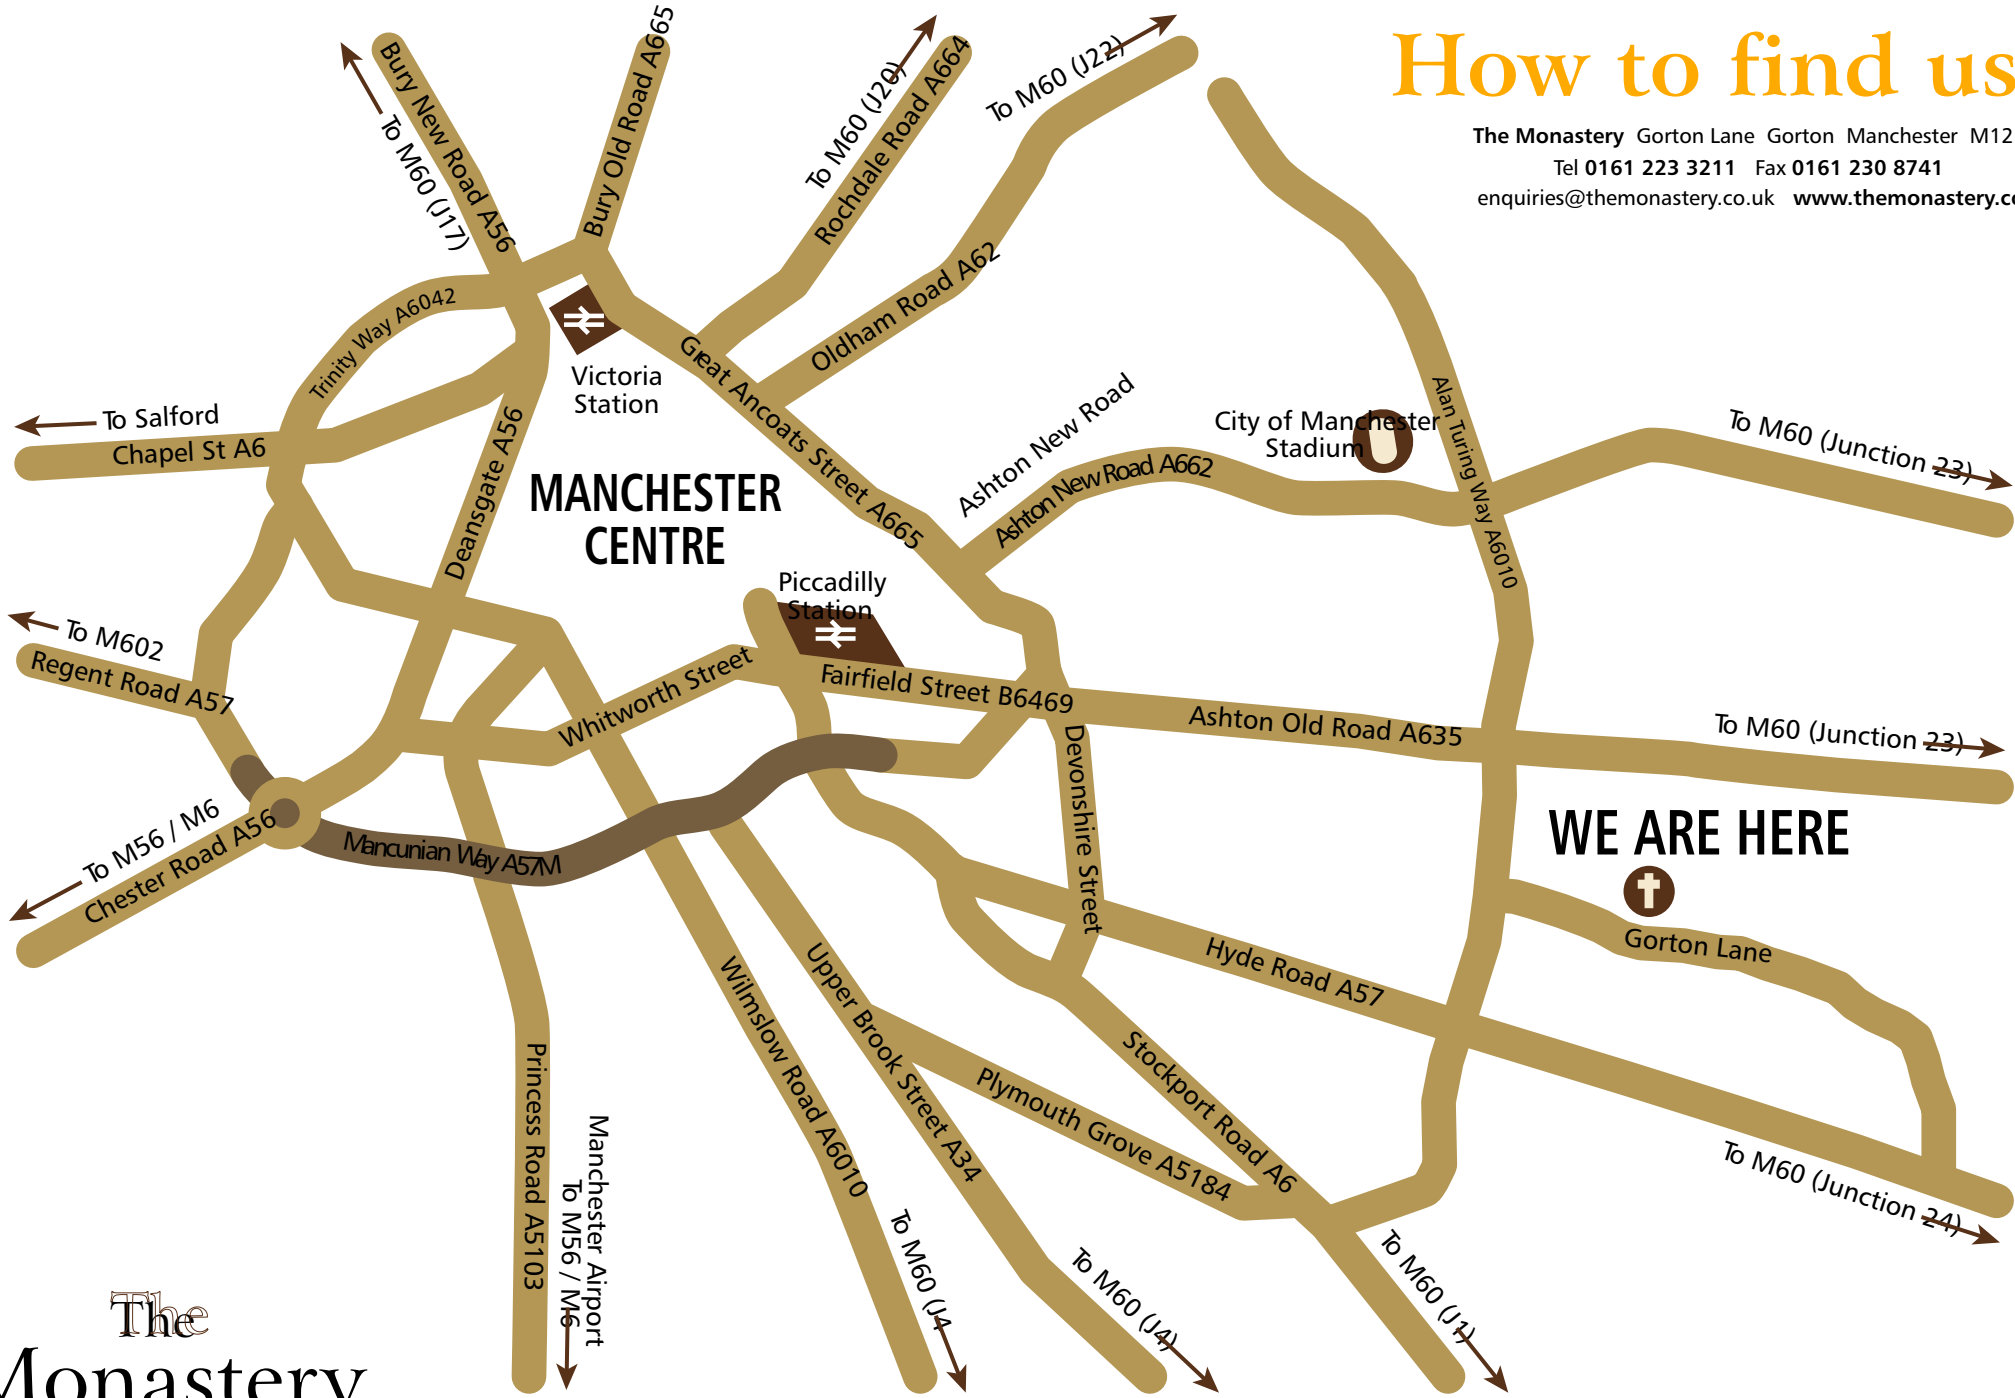 How to find us
The Monastery Gorton Lane Gorton Manchester M12
Tel 0161 223 3211 Fax 0161 230 8741
enquiries@themonastery.co.uk www.themonastery.co
Bury New Road A56
To M60 (J17)
Bury Old Road A665
To M60 (J20)
Rochdale Road A664
To M60 (J22)
Oldham Road A62
Trinity Way A6042
Victoria
Station
Great Ancoats Street A665
To Salford
Chapel St A6
Deansgate A56
MANCHESTER
CENTRE
Ashton New Road
Ashton New Road A662
City of Manchester
Stadium
Alan Turing Way A6010
To M60 (Junction 23)
Piccadilly
Station
To M602
Regent Road A57
Whitworth Street
Fairfield Street B6469
Ashton Old Road A635
To M60 (Junction 23)
Devonshire Street
To M56 / M6
Chester Road A56
Mancunian Way A57M
WE ARE HERE
Gorton Lane
Hyde Road A57
Wilmslow Road A6010
Upper Brook Street A34
Stockport Road A6
Plymouth Grove A5184
Princess Road A5103
Manchester Airport
To M56 / M6
To M60 (J4
To M60 (J4)
To M60 (J1)
To M60 (Junction 24)
The
Monastery